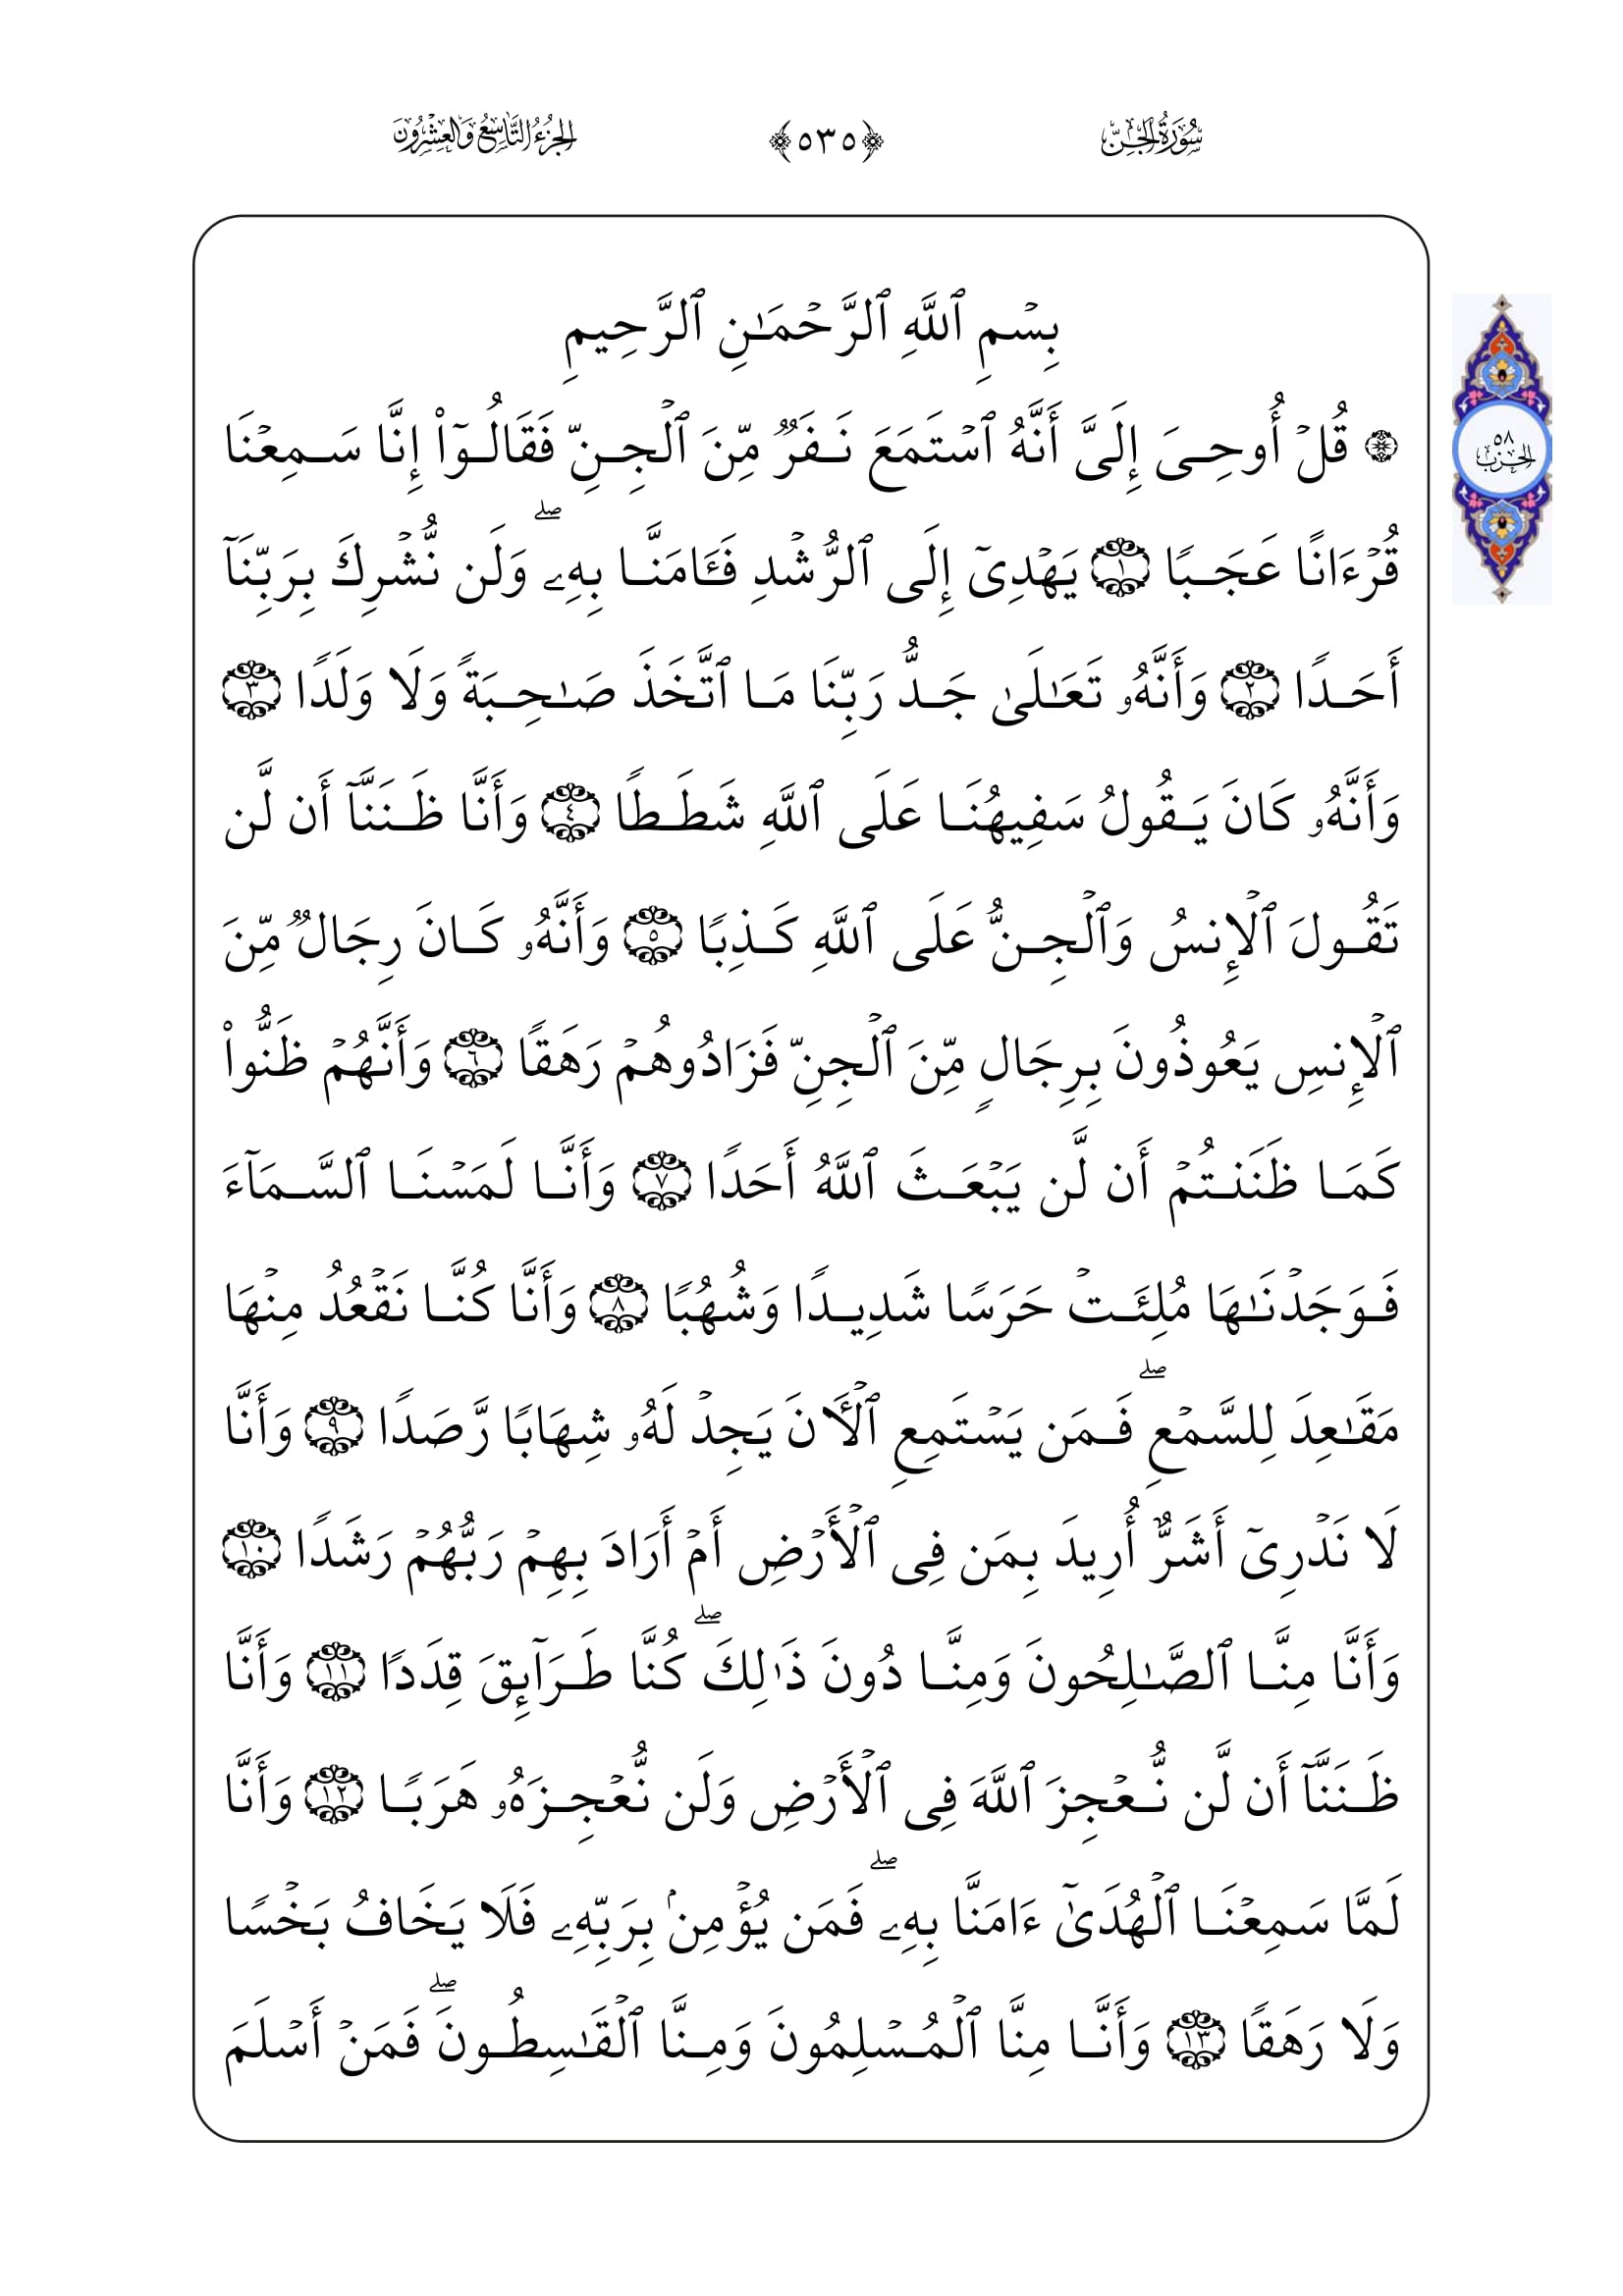 سُورَةُ الجِنِّ
﴿٥٣٥﴾
الجُزْءُ التَّاسِعُ وَالعِشْرُونَ
بِسْمِ ٱللَّهِ ٱلرَّحْمَـٰنِ ٱلرَّحِيمِ
۞ قُلْ أُوحِىَ إِلَىَّ أَنَّهُ ٱسْتَمَعَ نَفَرٌ مِّنَ ٱلْجِنِّ فَقَالُوٓا۟ إِنَّا سَمِعْنَا
قُرْءَانًا عَجَبًا ١ يَهْدِىٓ إِلَى ٱلرُّشْدِ فَـَٔامَنَّا بِهِۦ ۖ وَلَن نُّشْرِكَ بِرَبِّنَآ
أَحَدًا ٢ وَأَنَّهُۥ تَعَـٰلَىٰ جَدُّ رَبِّنَا مَا ٱتَّخَذَ صَـٰحِبَةً وَلَا وَلَدًا ٣
وَأَنَّهُۥ كَانَ يَقُولُ سَفِيهُنَا عَلَى ٱللَّهِ شَطَطًا ٤ وَأَنَّا ظَنَنَّآ أَن لَّن
تَقُولَ ٱلْإِنسُ وَٱلْجِنُّ عَلَى ٱللَّهِ كَذِبًا ٥ وَأَنَّهُۥ كَانَ رِجَالٌ مِّنَ
ٱلْإِنسِ يَعُوذُونَ بِرِجَالٍ مِّنَ ٱلْجِنِّ فَزَادُوهُمْ رَهَقًا ٦ وَأَنَّهُمْ ظَنُّوا۟
كَمَا ظَنَنتُمْ أَن لَّن يَبْعَثَ ٱللَّهُ أَحَدًا ٧ وَأَنَّا لَمَسْنَا ٱلسَّمَآءَ
فَوَجَدْنَـٰهَا مُلِئَتْ حَرَسًا شَدِيدًا وَشُهُبًا ٨ وَأَنَّا كُنَّا نَقْعُدُ مِنْهَا
مَقَـٰعِدَ لِلسَّمْعِ ۖ فَمَن يَسْتَمِعِ ٱلْـَٔانَ يَجِدْ لَهُۥ شِهَابًا رَّصَدًا ٩ وَأَنَّا
لَا نَدْرِىٓ أَشَرٌّ أُرِيدَ بِمَن فِى ٱلْأَرْضِ أَمْ أَرَادَ بِهِمْ رَبُّهُمْ رَشَدًا ١٠
وَأَنَّا مِنَّا ٱلصَّـٰلِحُونَ وَمِنَّا دُونَ ذَٰلِكَ ۖ كُنَّا طَرَآئِقَ قِدَدًا ١١ وَأَنَّا
ظَنَنَّآ أَن لَّن نُّعْجِزَ ٱللَّهَ فِى ٱلْأَرْضِ وَلَن نُّعْجِزَهُۥ هَرَبًا ١٢ وَأَنَّا
لَمَّا سَمِعْنَا ٱلْهُدَىٰٓ ءَامَنَّا بِهِۦ ۖ فَمَن يُؤْمِنۢ بِرَبِّهِۦ فَلَا يَخَافُ بَخْسًا
وَلَا رَهَقًا ١٣ وَأَنَّا مِنَّا ٱلْمُسْلِمُونَ وَمِنَّا ٱلْقَـٰسِطُونَ ۖ فَمَنْ أَسْلَمَ
٥٨
الحِزْب